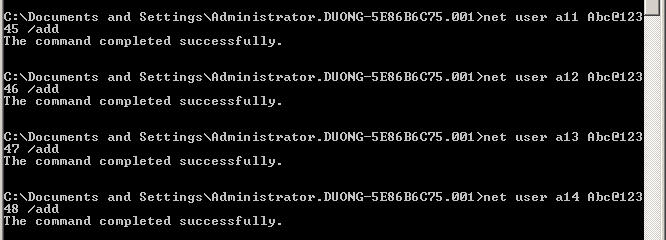 C:\Documents and Settings\Administrator.DUONG-5E86B6C75.001>net user a11 Abc@123
45 /add
The command completed successfully.
C:\Documents and Settings\Administrator.DUONG-5E86B6C75.001>net user a12 Abc@123
46 /add
The command completed successfully.
C:\Documents and Settings\Administrator.DUONG-5E86B6C75.001>net user a13 Abc@123
47 /add
The command completed successfully.
C:\Documents and Settings\Administrator.DUONG-5E86B6C75.001>net user a14 Abc@123
48 /add
The command completed successfully.